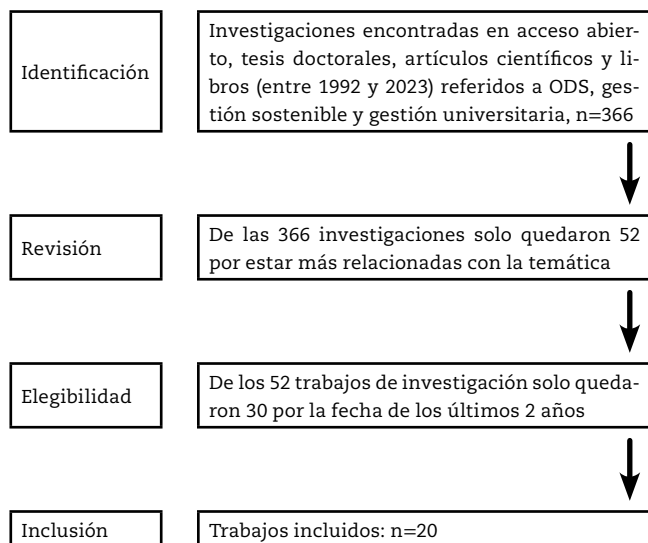 Identificación
Investigaciones encontradas en acceso abier-
to, tesis doctorales, artículos científicos y li-
bros (entre 1992 y 2023) referidos a ODS, ges-
tión sostenible y gestión universitaria, n=366
Revisión
De las 366 investigaciones solo quedaron 52
por estar más relacionadas con la temática
Elegibilidad
De los 52 trabajos de investigación solo queda-
ron 30 por la fecha de los últimos 2 años
Inclusión
Trabajos incluidos: n=20